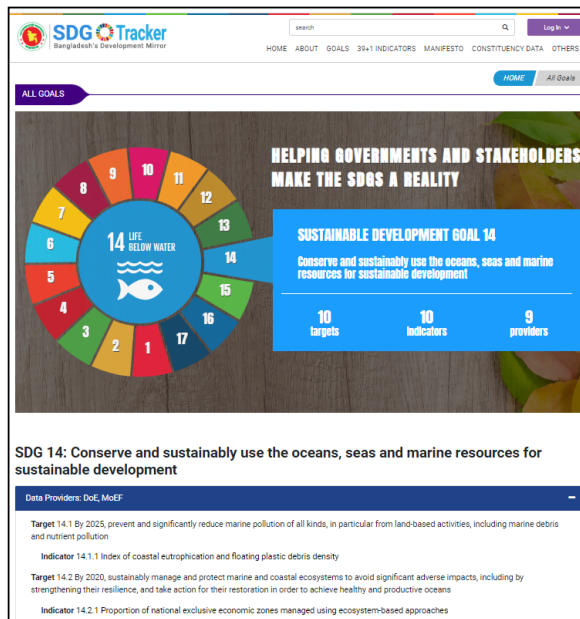 SDG Tracker
Bangladesh's Development Mirror
search
Log In
HOME ABOUT GOALS 39+1 INDICATORS MANIFESTO CONSTITUENCY DATA OTHERS
HOME All Goals
ALL GOALS
HELPING GOVERNMENTS AND STAKEHOLDERS
MAKE THE SDGS A REALITY
1
2
3
4
5
6
7
8
9
10
11
12
13
14
15
16
17
14 LIFE
BELOW WATER
SUSTAINABLE DEVELOPMENT GOAL 14
Conserve and sustainably use the oceans, seas and marine
resources for sustainable development
10 10 9
targets Indicators providers
SDG 14: Conserve and sustainably use the oceans, seas and marine resources for
sustainable development
Data Providers: DoE, MoEF
Target 14.1 By 2025, prevent and significantly reduce marine pollution of all kinds, in particular from land-based activities, including marine debris
and nutrient pollution
Indicator 14.1.1 Index of coastal eutrophication and floating plastic debris density
Target 14.2 By 2020, sustainably manage and protect marine and coastal ecosystems to avoid significant adverse impacts, including by
strengthening their resilience, and take action for their restoration in order to achieve healthy and productive oceans
Indicator 14.2.1 Proportion of national exclusive economic zones managed using ecosystem-based approaches